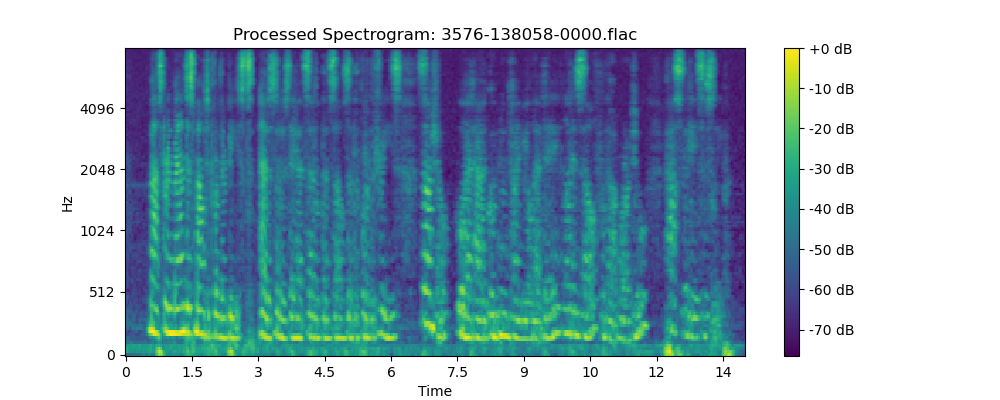 Processed Spectrogram: 3576-138058-0000.flac
+0 dB
-10 dB
-20 dB
-30 dB
-40 dB
-50 dB
-60 dB
-70 dB
4096
2048
1024
512
0
Hz
0 1.5 3 4.5 6 7.5 9 10 12 14
Time